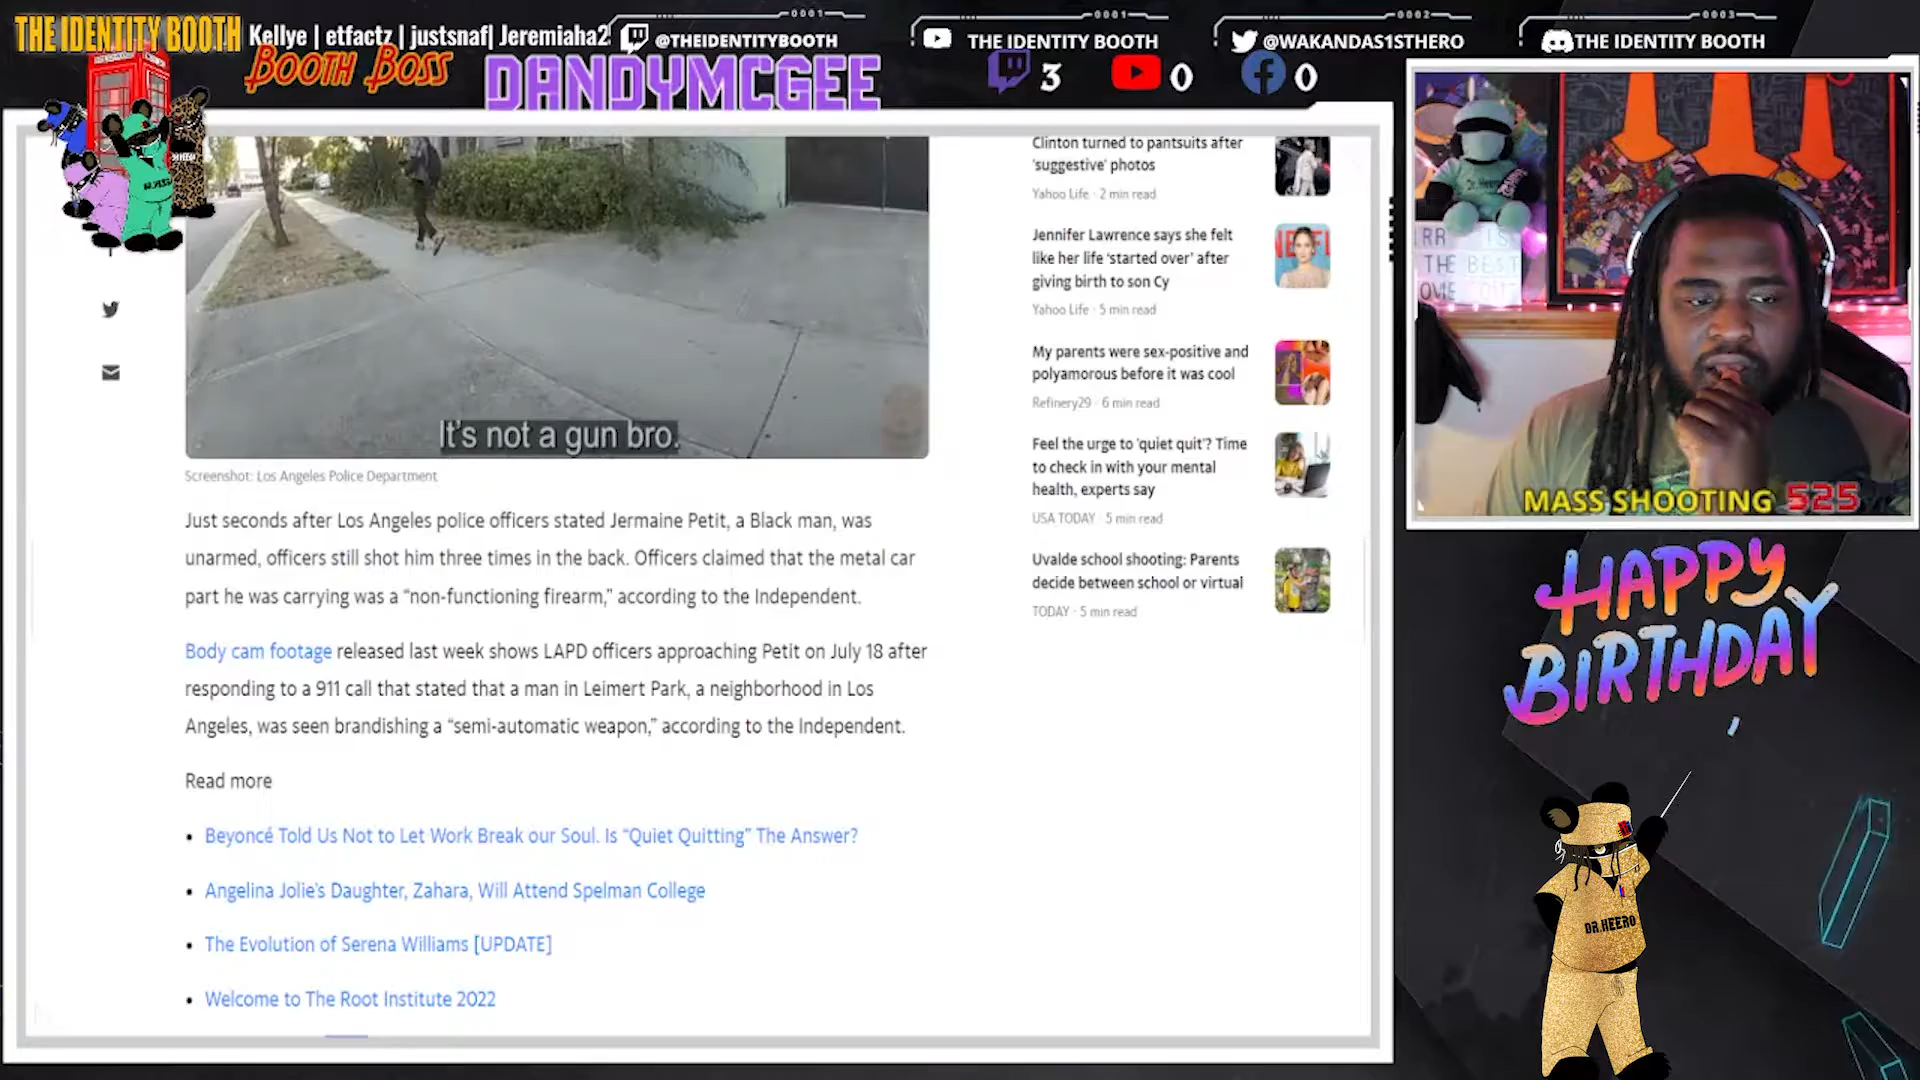 THE IDENTITY BOOTH
Kellye | etfactz | justsnaf| Jeremiaha2
BOOTH BOSS
DANDYMCGEE
0001
@THEIDENTITYBOOTH
0001
THE IDENTITY BOOTH
0002
@WAKANDAS1STHERO
0003
THE IDENTITY BOOTH
3
0
0
DR.HEERO
It's not a gun bro.
Screenshot: Los Angeles Police Department
Just seconds after Los Angeles police officers stated Jermaine Petit, a Black man, was
unarmed, officers still shot him three times in the back. Officers claimed that the metal car
part he was carrying was a “non-functioning firearm,” according to the Independent.
Body cam footage released last week shows LAPD officers approaching Petit on July 18 after
responding to a 911 call that stated that a man in Leimert Park, a neighborhood in Los
Angeles, was seen brandishing a “semi-automatic weapon,” according to the Independent.
Read more
• Beyoncé Told Us Not to Let Work Break our Soul. Is “Quiet Quitting” The Answer?
• Angelina Jolie's Daughter, Zahara, Will Attend Spelman College
• The Evolution of Serena Williams [UPDATE]
• Welcome to The Root Institute 2022
Clinton turned to pantsuits after
'suggestive' photos
Yahoo Life · 2 min read
Jennifer Lawrence says she felt
like her life 'started over' after
giving birth to son Cy
Yahoo Life · 5 min read
My parents were sex-positive and
polyamorous before it was cool
Refinery29 · 6 min read
Feel the urge to 'quiet quit'? Time
to check in with your mental
health, experts say
USA TODAY · 5 min read
Uvalde school shooting: Parents
decide between school or virtual
TODAY · 5 min read
THE BEST
MASS SHOOTING 525
HAPPY
BIRTHDAY
DR.HEERO